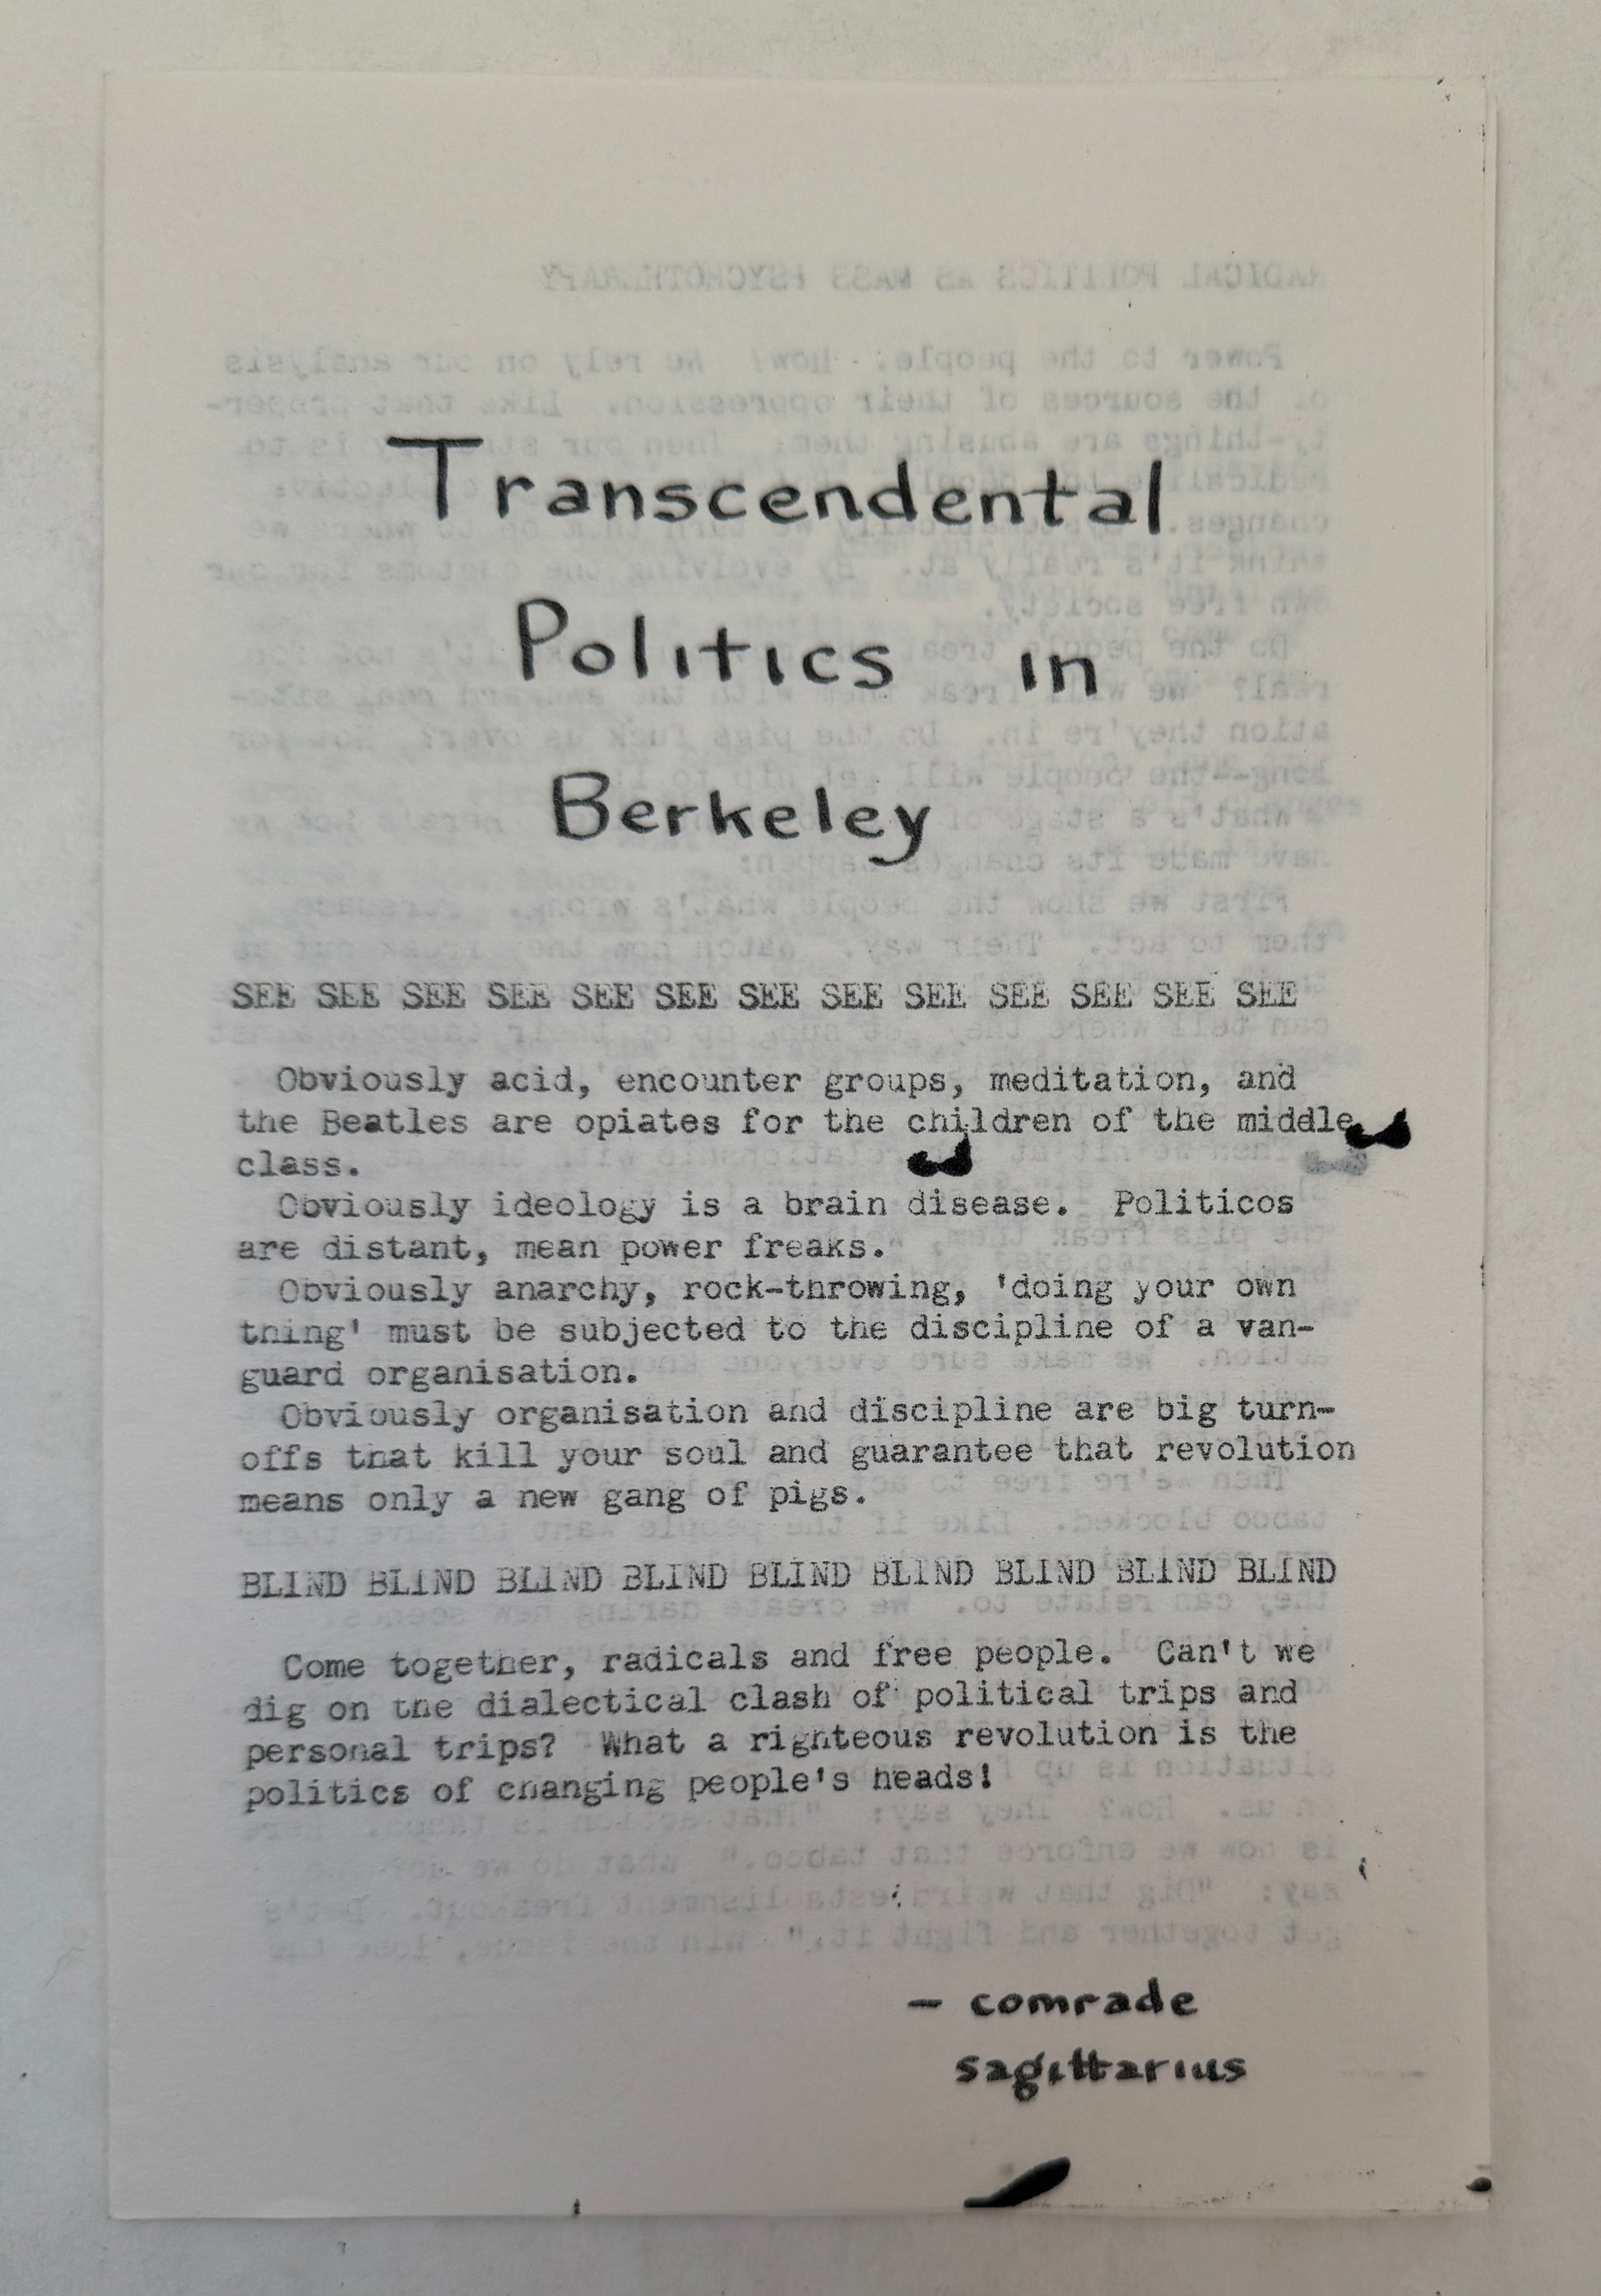 Transcendental
Politics in
Berkeley
SEE SEE SEE SEE SEE SEE SEE SEE SEE SEE SEE SEE SEE
Obviously acid, encounter groups, meditation, and
the Beatles are opiates for the children of the middle
class.
Obviously ideology is a brain disease.  Politicos
are distant, mean power freaks.
Obviously anarchy, rock-throwing, 'doing your own
thing' must be subjected to the discipline of a van-
guard organisation.
Obviously organisation and discipline are big turn-
offs that kill your soul and guarantee that revolution
means only a new gang of pigs.
BLIND BLIND BLIND BLIND BLIND BLIND BLIND BLIND BLIND
Come together, radicals and free people.  Can't we
dig on the dialectical clash of political trips and
personal trips?  What a righteous revolution is the
politics of changing people's heads!
— comrade
sagittarius